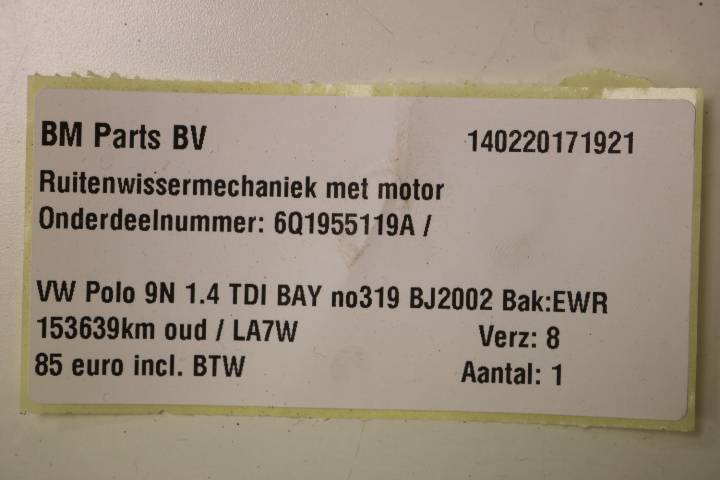 BM Parts BV 140220171921
Ruitenwissermechaniek met motor
Onderdeelnummer: 6Q1955119A /
VW Polo 9N 1.4 TDI BAY no319 BJ2002 Bak:EWR
153639km oud / LA7W Verz: 8
85 euro incl. BTW Aantal: 1